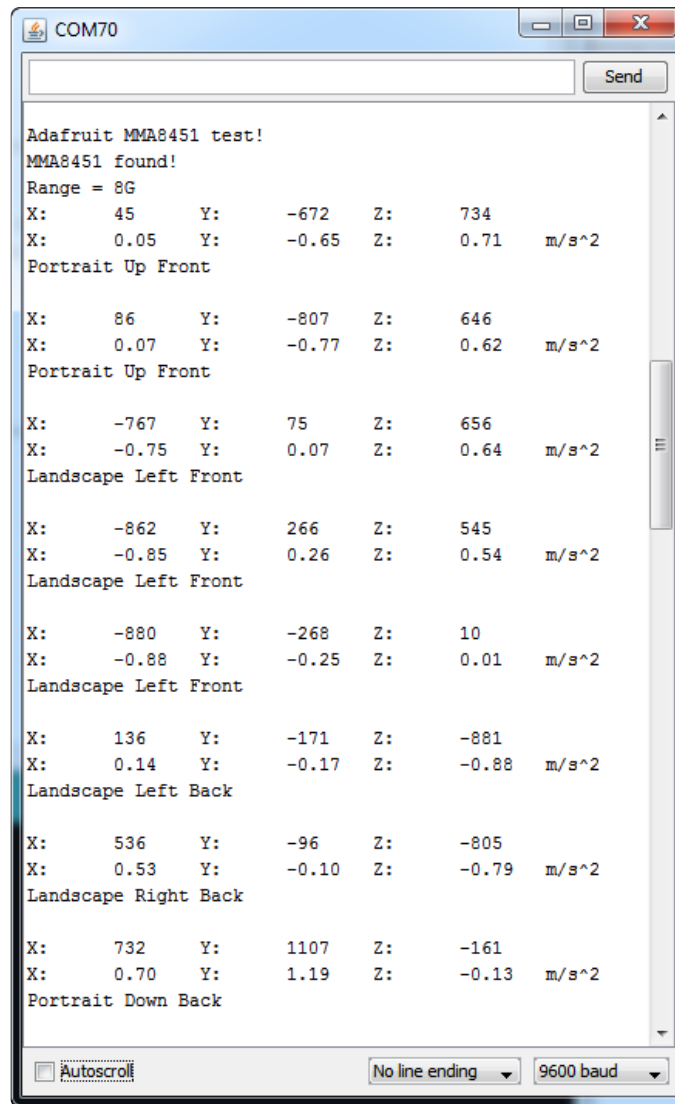 COM70
Send
Adafruit MMA8451 test!
MMA8451 found!
Range = 8G
X: 45 Y: -672 Z: 734
X: 0.05 Y: -0.65 Z: 0.71 m/s^2
Portrait Up Front
X: 86 Y: -807 Z: 646
X: 0.07 Y: -0.77 Z: 0.62 m/s^2
Portrait Up Front
X: -767 Y: 75 Z: 656
X: -0.75 Y: 0.07 Z: 0.64 m/s^2
Landscape Left Front
X: -862 Y: 266 Z: 545
X: -0.85 Y: 0.26 Z: 0.54 m/s^2
Landscape Left Front
X: -880 Y: -268 Z: 10
X: -0.88 Y: -0.25 Z: 0.01 m/s^2
Landscape Left Front
X: 136 Y: -171 Z: -881
X: 0.14 Y: -0.17 Z: -0.88 m/s^2
Landscape Left Back
X: 536 Y: -96 Z: -805
X: 0.53 Y: -0.10 Z: -0.79 m/s^2
Landscape Right Back
X: 732 Y: 1107 Z: -161
X: 0.70 Y: 1.19 Z: -0.13 m/s^2
Portrait Down Back
Autoscroll No line ending 9600 baud